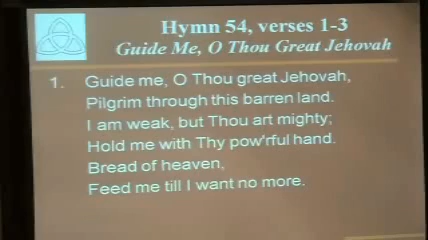 Hymn 54, verses 1-3
Guide Me, O Thou Great Jehovah
1. Guide me, O Thou great Jehovah,
Pilgrim through this barren land.
I am weak, but Thou art mighty;
Hold me with Thy pow'rful hand.
Bread of heaven,
Feed me till I want no more.